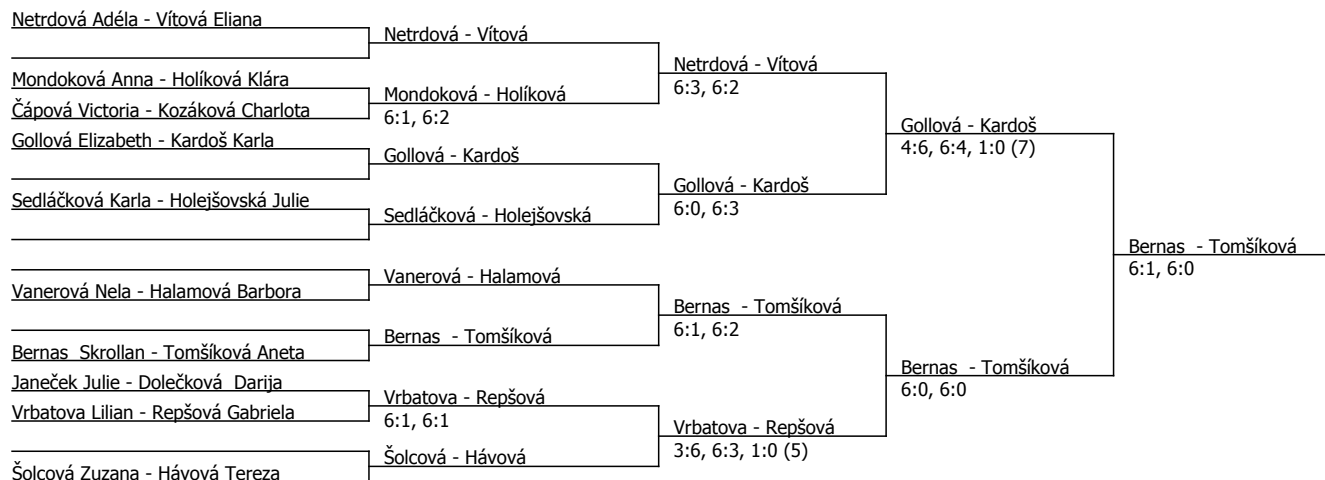 Netrdová Adéla - Vítová Eliana
Mondoková Anna - Holíková Klára
Čápová Victoria - Kozáková Charlota
Gollová Elizabeth - Kardoš Karla
Sedláčková Karla - Holejšovská Julie
Vanerová Nela - Halamová Barbora
Bernas  Skrollan - Tomšíková Aneta
Janeček Julie - Dolečková  Darija
Vrbatova Lilian - Repšová Gabriela
Šolcová Zuzana - Hávová Tereza
Netrdová - Vítová
Mondoková - Holíková
6:1, 6:2
Gollová - Kardoš
Sedláčková - Holejšovská
Vanerová - Halamová
Bernas  - Tomšíková
Vrbatova - Repšová
6:1, 6:1
Šolcová - Hávová
Netrdová - Vítová
6:3, 6:2
Gollová - Kardoš
6:0, 6:3
Bernas  - Tomšíková
6:1, 6:2
Vrbatova - Repšová
3:6, 6:3, 1:0 (5)
Gollová - Kardoš
4:6, 6:4, 1:0 (7)
Bernas  - Tomšíková
6:0, 6:0
Bernas  - Tomšíková
6:1, 6:0